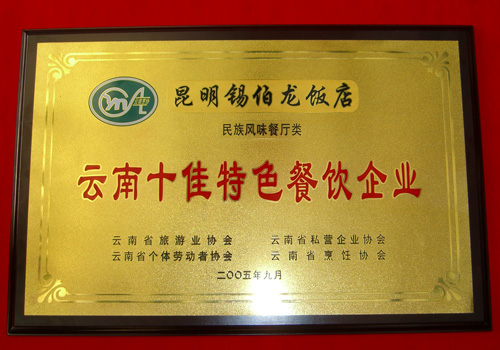 昆明锡伯龙饭店
民族风味餐厅类
云南十佳特色餐饮企业
云南省旅游业协会 云南省私营企业协会
云南省个体劳动者协会 云南省烹饪协会
二〇〇五年九月